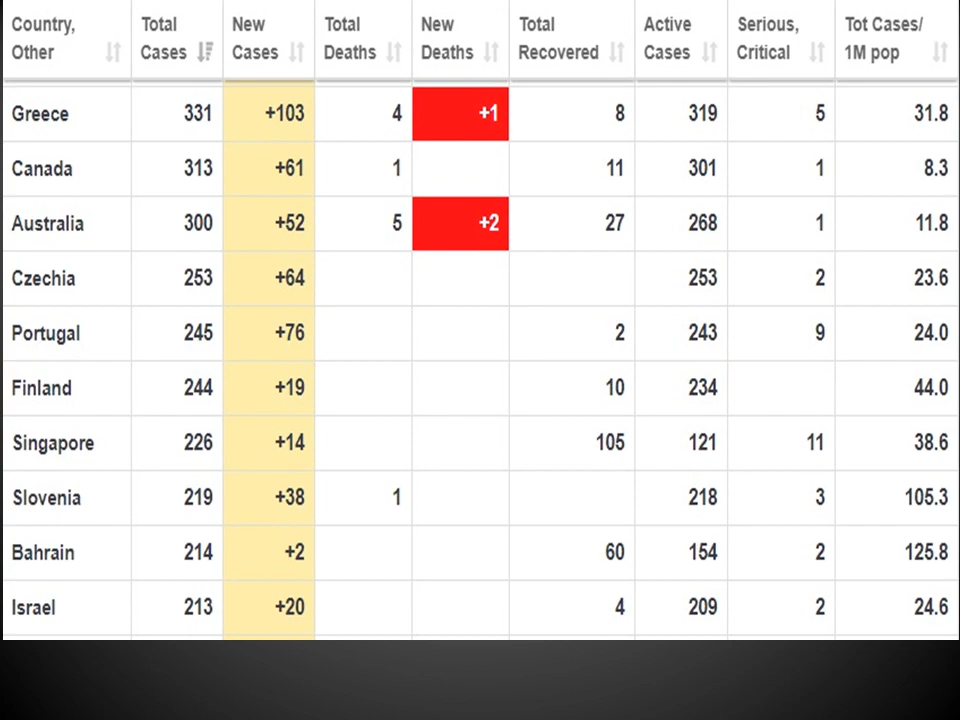 Country, Other Total Cases New Cases Total Deaths New Deaths Total Recovered Active Cases Serious, Critical Tot Cases/ 1M pop
Greece 331 +103 4 +1 8 319 5 31.8
Canada 313 +61 1 11 301 1 8.3
Australia 300 +52 5 +2 27 268 1 11.8
Czechia 253 +64 253 2 23.6
Portugal 245 +76 2 243 9 24.0
Finland 244 +19 10 234 44.0
Singapore 226 +14 105 121 11 38.6
Slovenia 219 +38 1 218 3 105.3
Bahrain 214 +2 60 154 2 125.8
Israel 213 +20 4 209 2 24.6